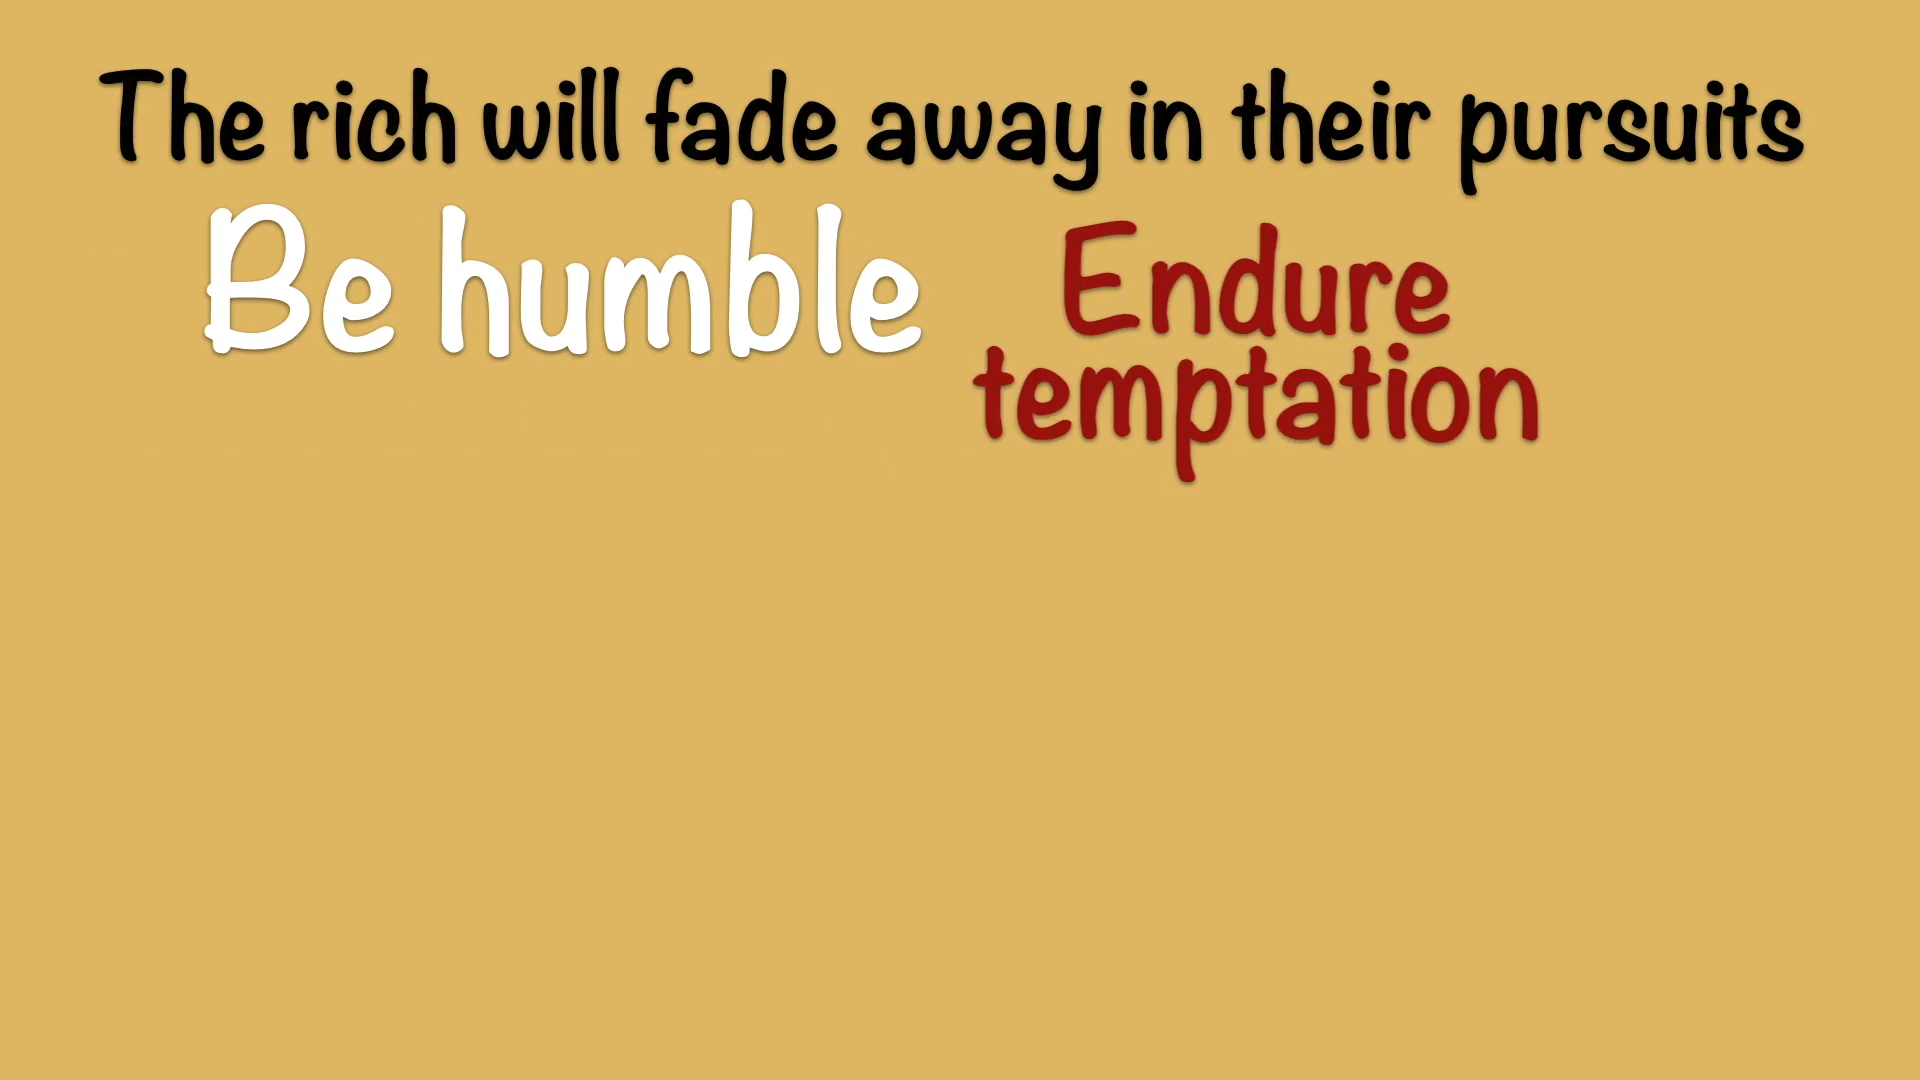 The rich will fade away in their pursuits
Be humble
Endure
temptation